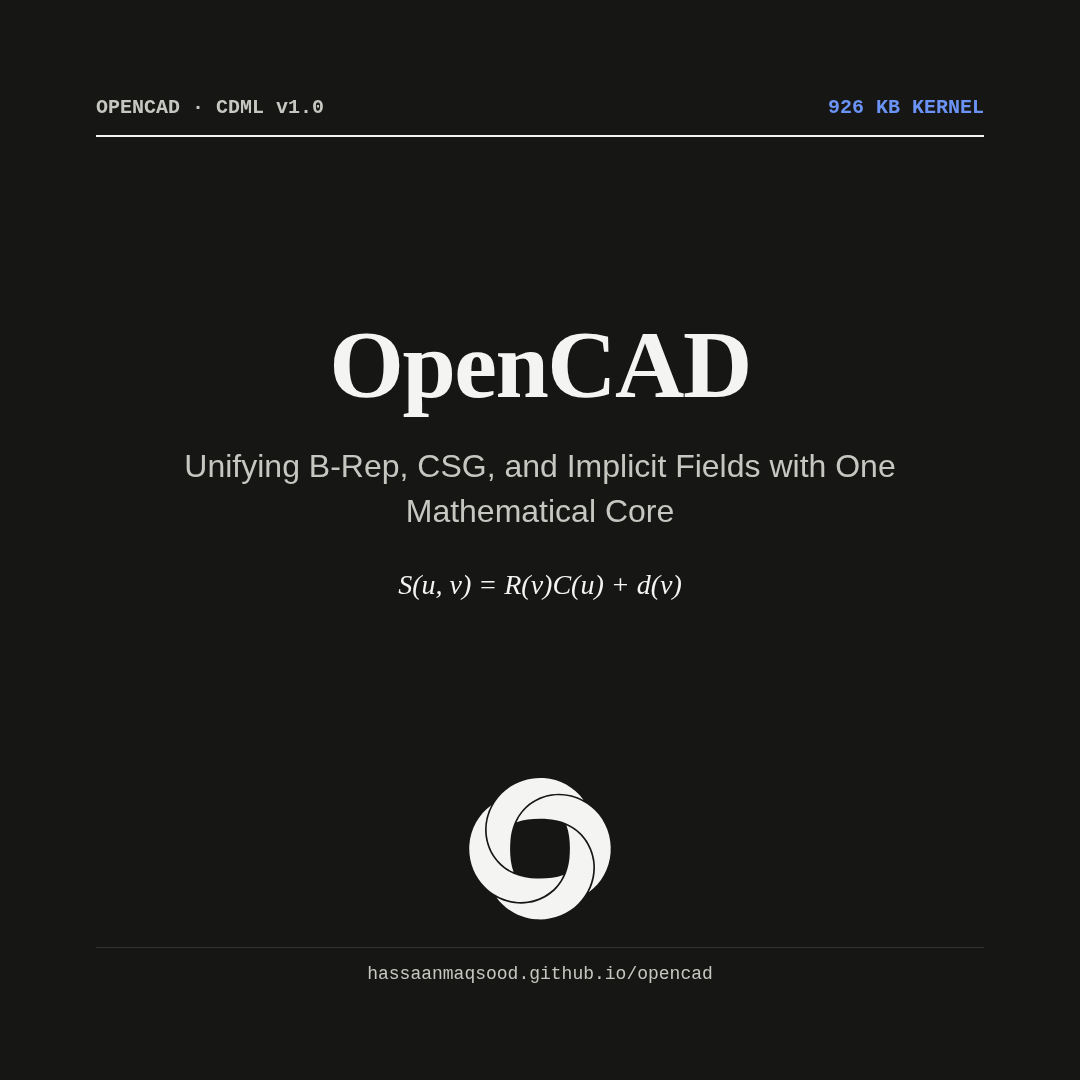 OPENCAD · CDML v1.0
926 KB KERNEL
OpenCAD
Unifying B-Rep, CSG, and Implicit Fields with One
Mathematical Core
S(u, v) = R(v)C(u) + d(v)
hassaanmaqsood.github.io/opencad